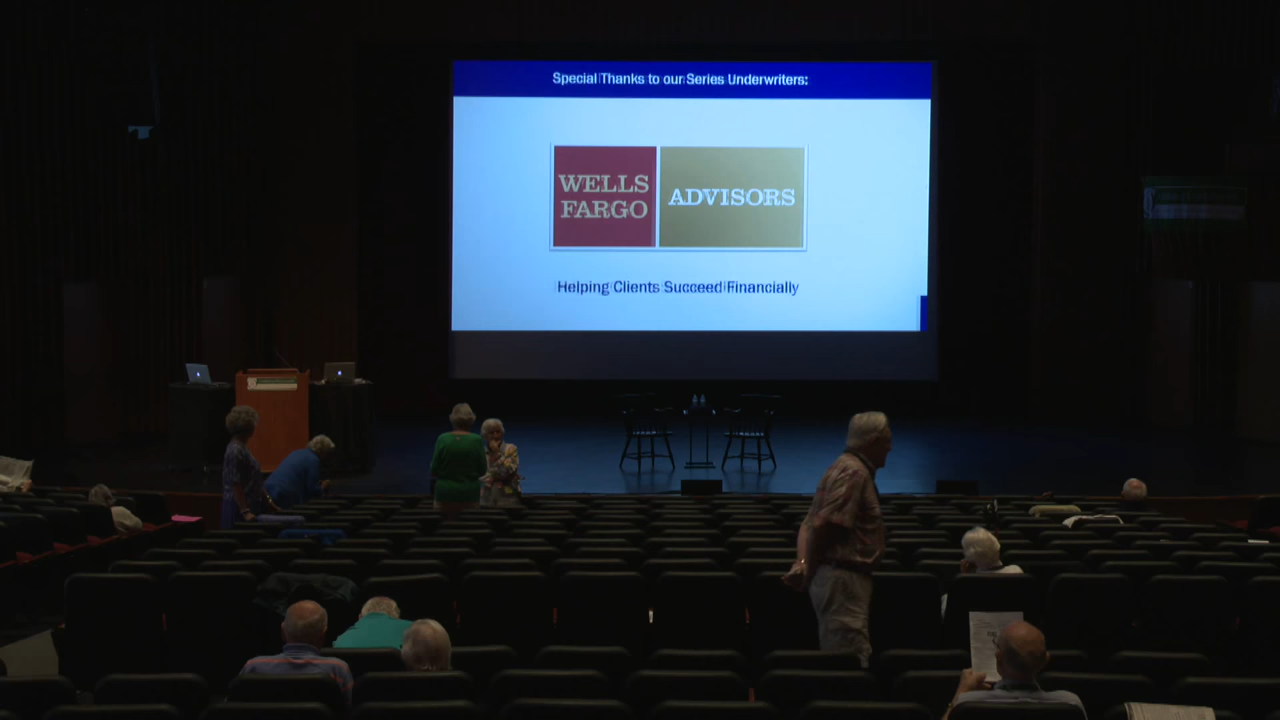 Special Thanks to our Series Underwriters:
WELLS
FARGO
ADVISORS
Helping Clients Succeed Financially